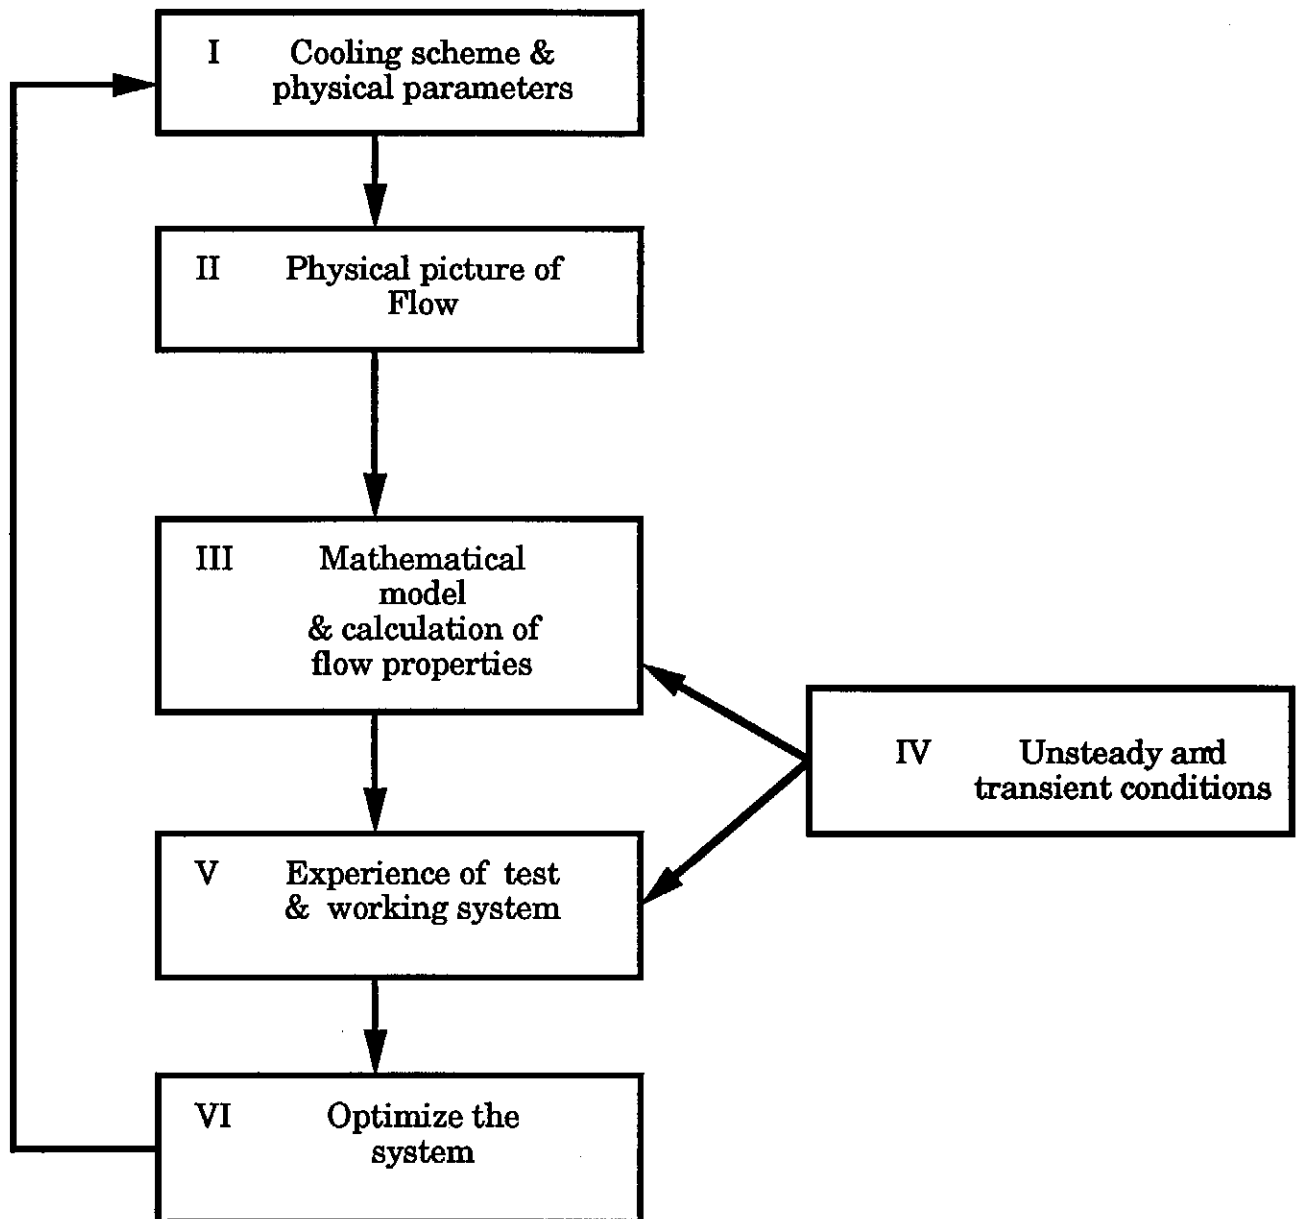 I Cooling scheme &
physical parameters
II Physical picture of
Flow
III Mathematical
model
& calculation of
flow properties
IV Unsteady and
transient conditions
V Experience of test
& working system
VI Optimize the
system